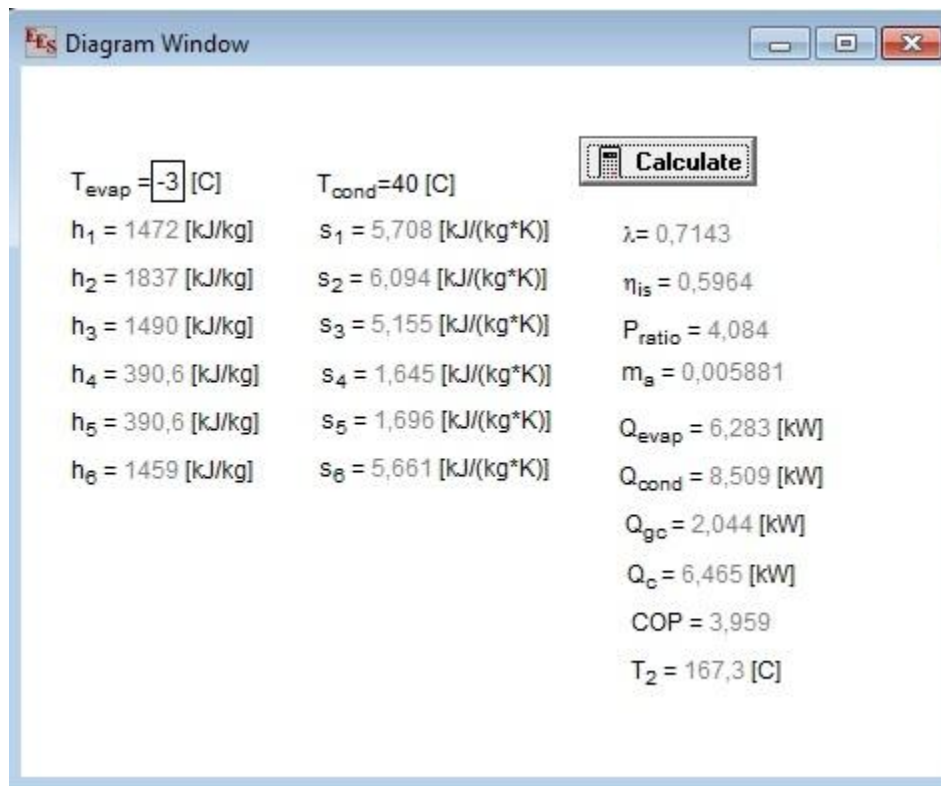 EES Diagram Window
Calculate
T_evap = -3 [C] T_cond=40 [C]
h_1 = 1472 [kJ/kg] s_1 = 5,708 [kJ/(kg*K)] λ= 0,7143
h_2 = 1837 [kJ/kg] s_2 = 6,094 [kJ/(kg*K)] η_is = 0,5964
h_3 = 1490 [kJ/kg] s_3 = 5,155 [kJ/(kg*K)] P_ratio = 4,084
h_4 = 390,6 [kJ/kg] s_4 = 1,645 [kJ/(kg*K)] m_a = 0,005881
h_5 = 390,6 [kJ/kg] s_5 = 1,696 [kJ/(kg*K)] Q_evap = 6,283 [kW]
h_6 = 1459 [kJ/kg] s_6 = 5,661 [kJ/(kg*K)] Q_cond = 8,509 [kW]
Q_gc = 2,044 [kW]
Q_c = 6,465 [kW]
COP = 3,959
T_2 = 167,3 [C]